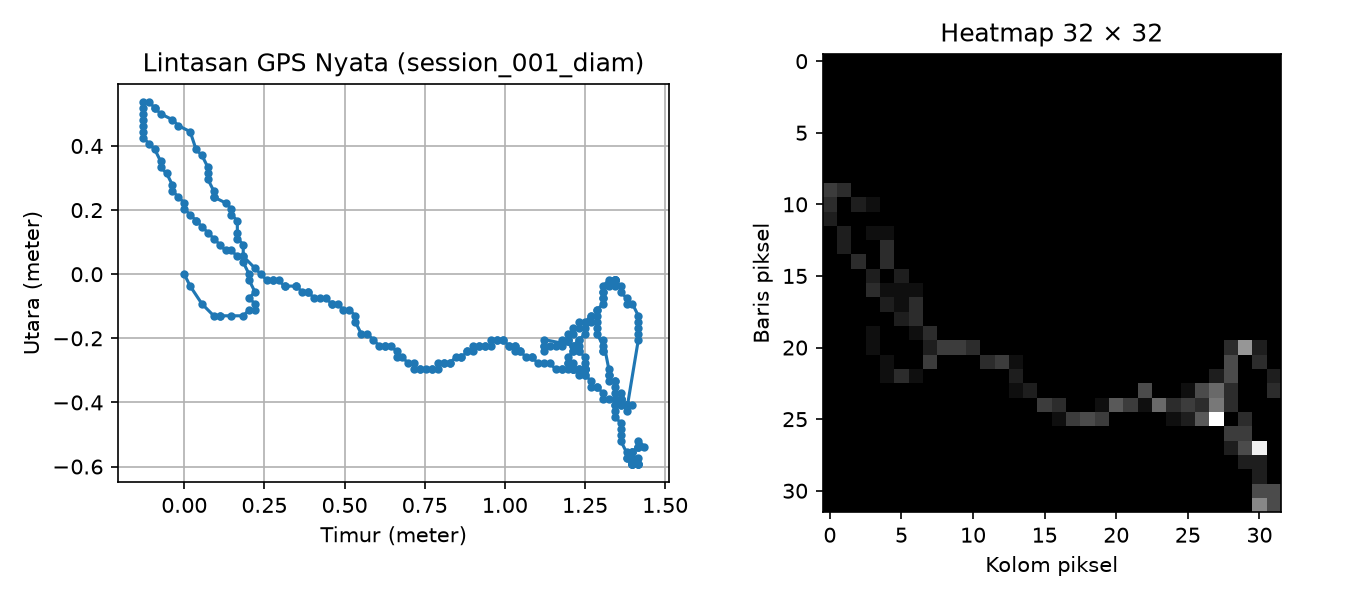 Lintasan GPS Nyata (session_001_diam)
Utara (meter)
0.4
0.2
0.0
−0.2
−0.4
−0.6
0.00 0.25 0.50 0.75 1.00 1.25 1.50
Timur (meter)
Heatmap 32 × 32
Baris piksel
0
5
10
15
20
25
30
0 5 10 15 20 25 30
Kolom piksel